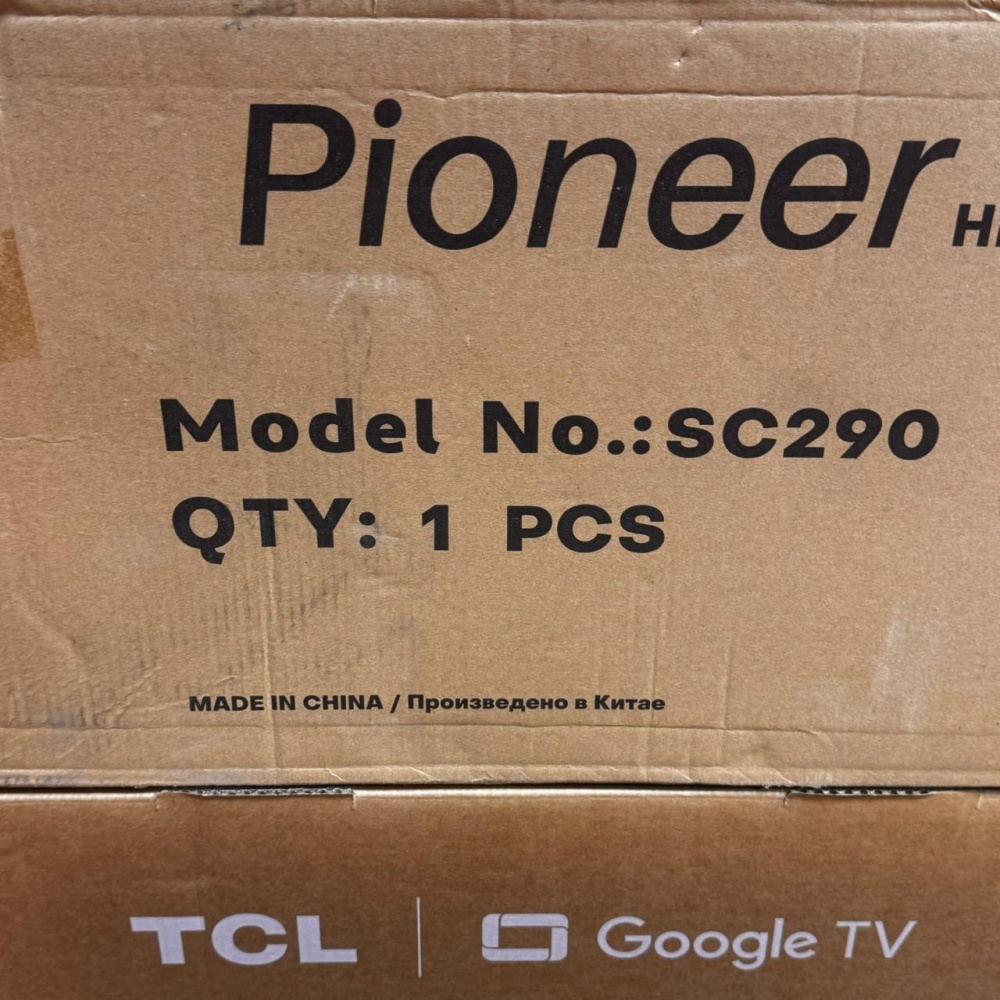 Pioneer
Model No.:SC290
QTY: 1 PCS
MADE IN CHINA / Произведено в Китае
TCL | Google TV